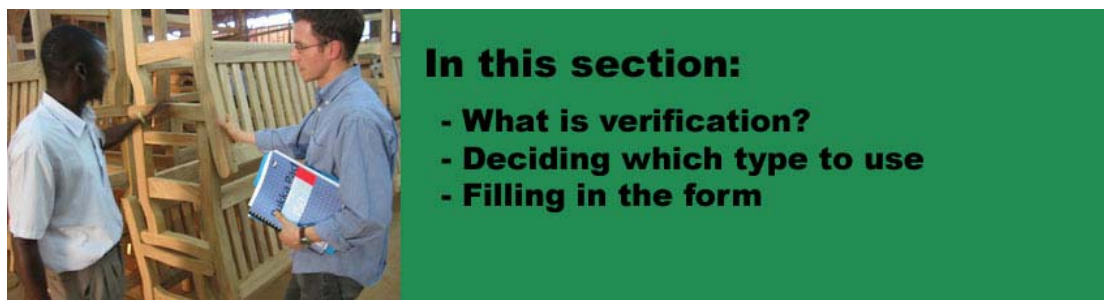 In this section:
- What is verification?
- Deciding which type to use
- Filling in the form